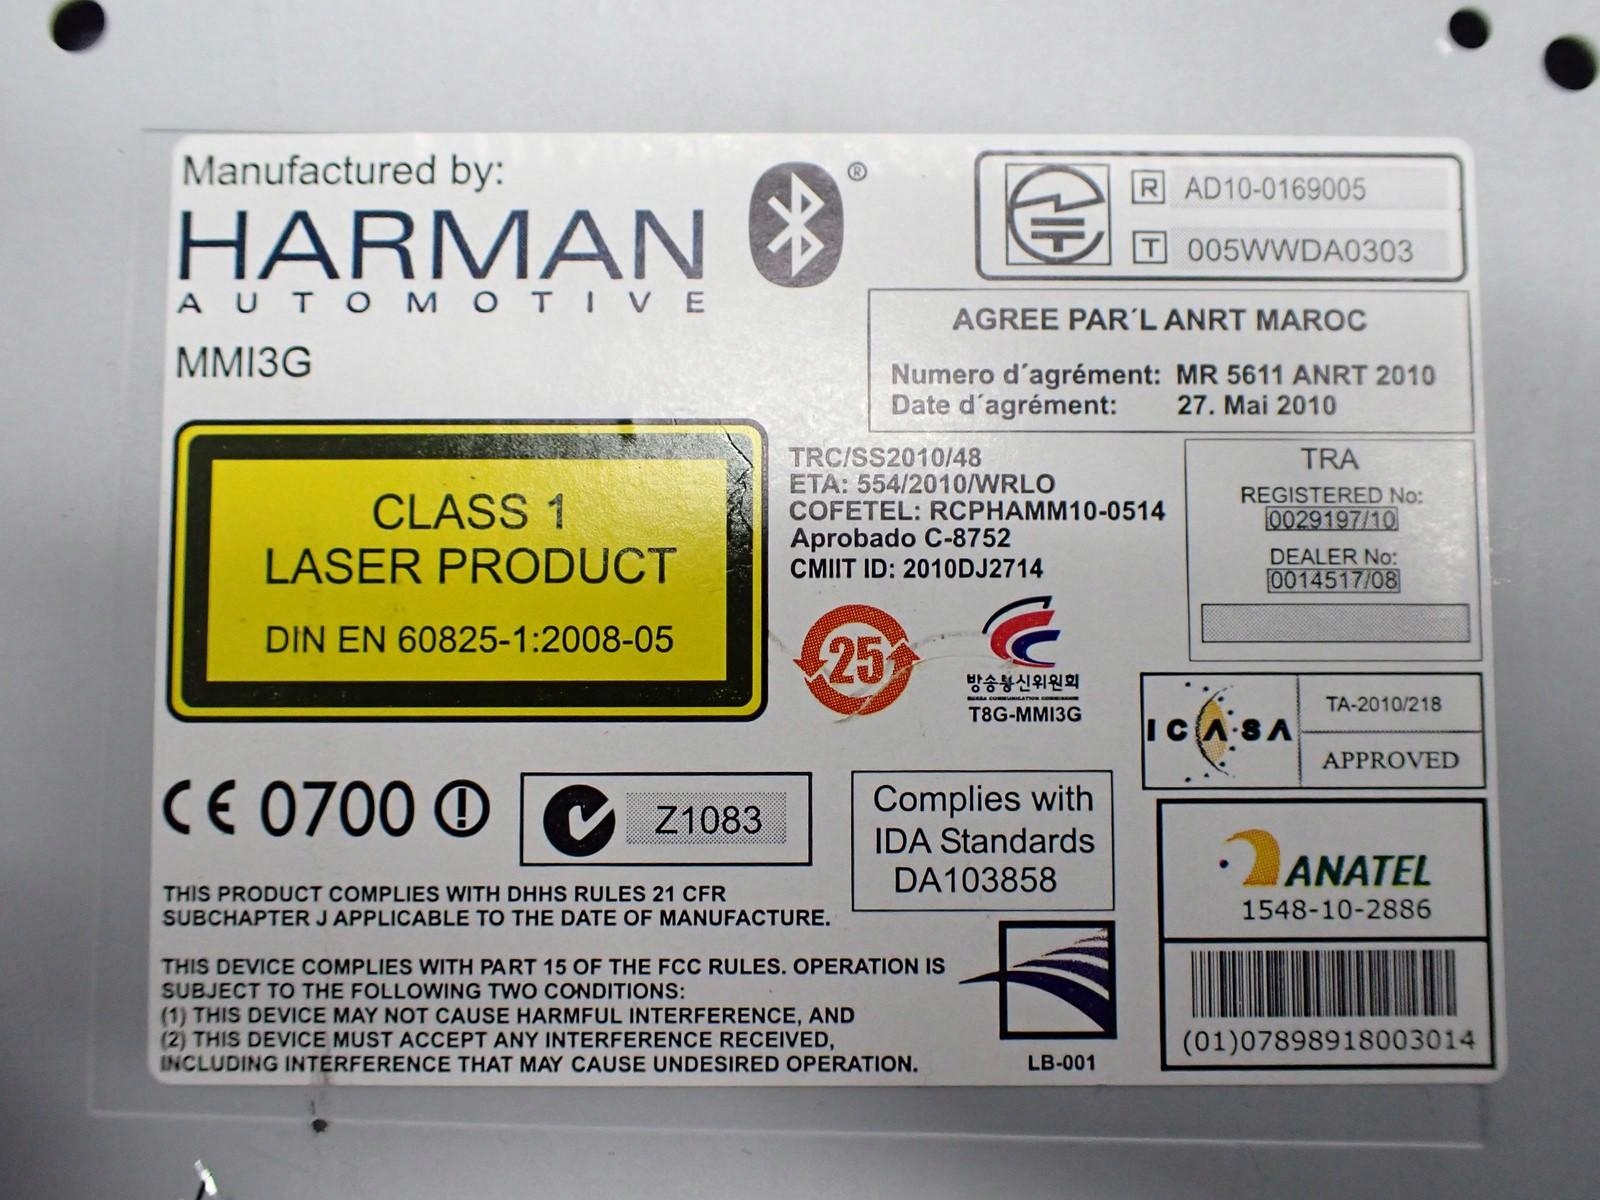 Manufactured by:
HARMAN
AUTOMOTIVE
MMI3G
®
R AD10-0169005
T 005WWDA0303
AGREE PAR´L ANRT MAROC
Numero d´agrément: MR 5611 ANRT 2010
Date d´agrément: 27. Mai 2010
CLASS 1
LASER PRODUCT
DIN EN 60825-1:2008-05
TRC/SS2010/48
ETA: 554/2010/WRLO
COFETEL: RCPHAMM10-0514
Aprobado C-8752
CMIIT ID: 2010DJ2714
TRA
REGISTERED No:
0029197/10
DEALER No:
0014517/08
25
방송통신위원회
KOREA COMMUNICATIONS COMMISSION
T8G-MMI3G
ICASA
TA-2010/218
APPROVED
CE 0700
Z1083
Complies with
IDA Standards
DA103858
ANATEL
1548-10-2886
(01)07898918003014
THIS PRODUCT COMPLIES WITH DHHS RULES 21 CFR
SUBCHAPTER J APPLICABLE TO THE DATE OF MANUFACTURE.
THIS DEVICE COMPLIES WITH PART 15 OF THE FCC RULES. OPERATION IS
SUBJECT TO THE FOLLOWING TWO CONDITIONS:
(1) THIS DEVICE MAY NOT CAUSE HARMFUL INTERFERENCE, AND
(2) THIS DEVICE MUST ACCEPT ANY INTERFERENCE RECEIVED,
INCLUDING INTERFERENCE THAT MAY CAUSE UNDESIRED OPERATION.
LB-001